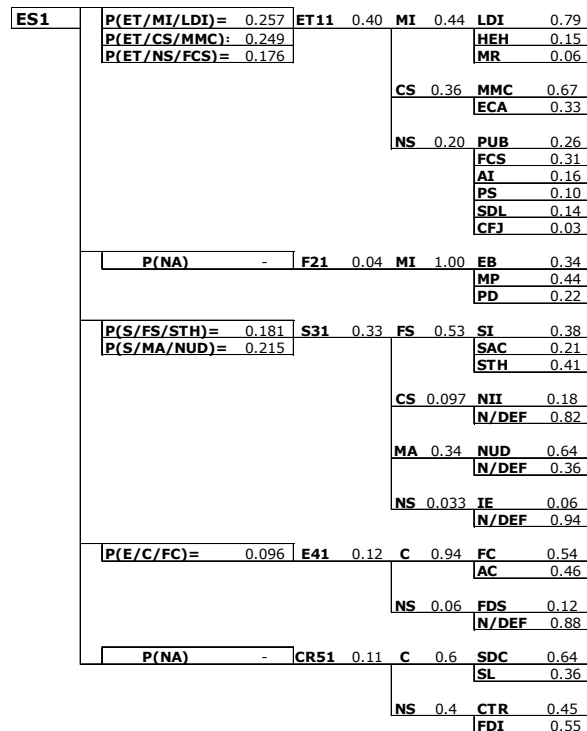 ES1 P(ET/MI/LDI)= 0.257 ET11 0.40 MI 0.44 LDI 0.79
P(ET/CS/MMC): 0.249 HEH 0.15
P(ET/NS/FCS)= 0.176 MR 0.06
CS 0.36 MMC 0.67
ECA 0.33
NS 0.20 PUB 0.26
FCS 0.31
AI 0.16
PS 0.10
SDL 0.14
CFJ 0.03
P(NA) - F21 0.04 MI 1.00 EB 0.34
MP 0.44
PD 0.22
P(S/FS/STH)= 0.181 S31 0.33 FS 0.53 SI 0.38
P(S/MA/NUD)= 0.215 SAC 0.21
STH 0.41
CS 0.097 NII 0.18
N/DEF 0.82
MA 0.34 NUD 0.64
N/DEF 0.36
NS 0.033 IE 0.06
N/DEF 0.94
P(E/C/FC)= 0.096 E41 0.12 C 0.94 FC 0.54
AC 0.46
NS 0.06 FDS 0.12
N/DEF 0.88
P(NA) - CR51 0.11 C 0.6 SDC 0.64
SL 0.36
NS 0.4 CTR 0.45
FDI 0.55